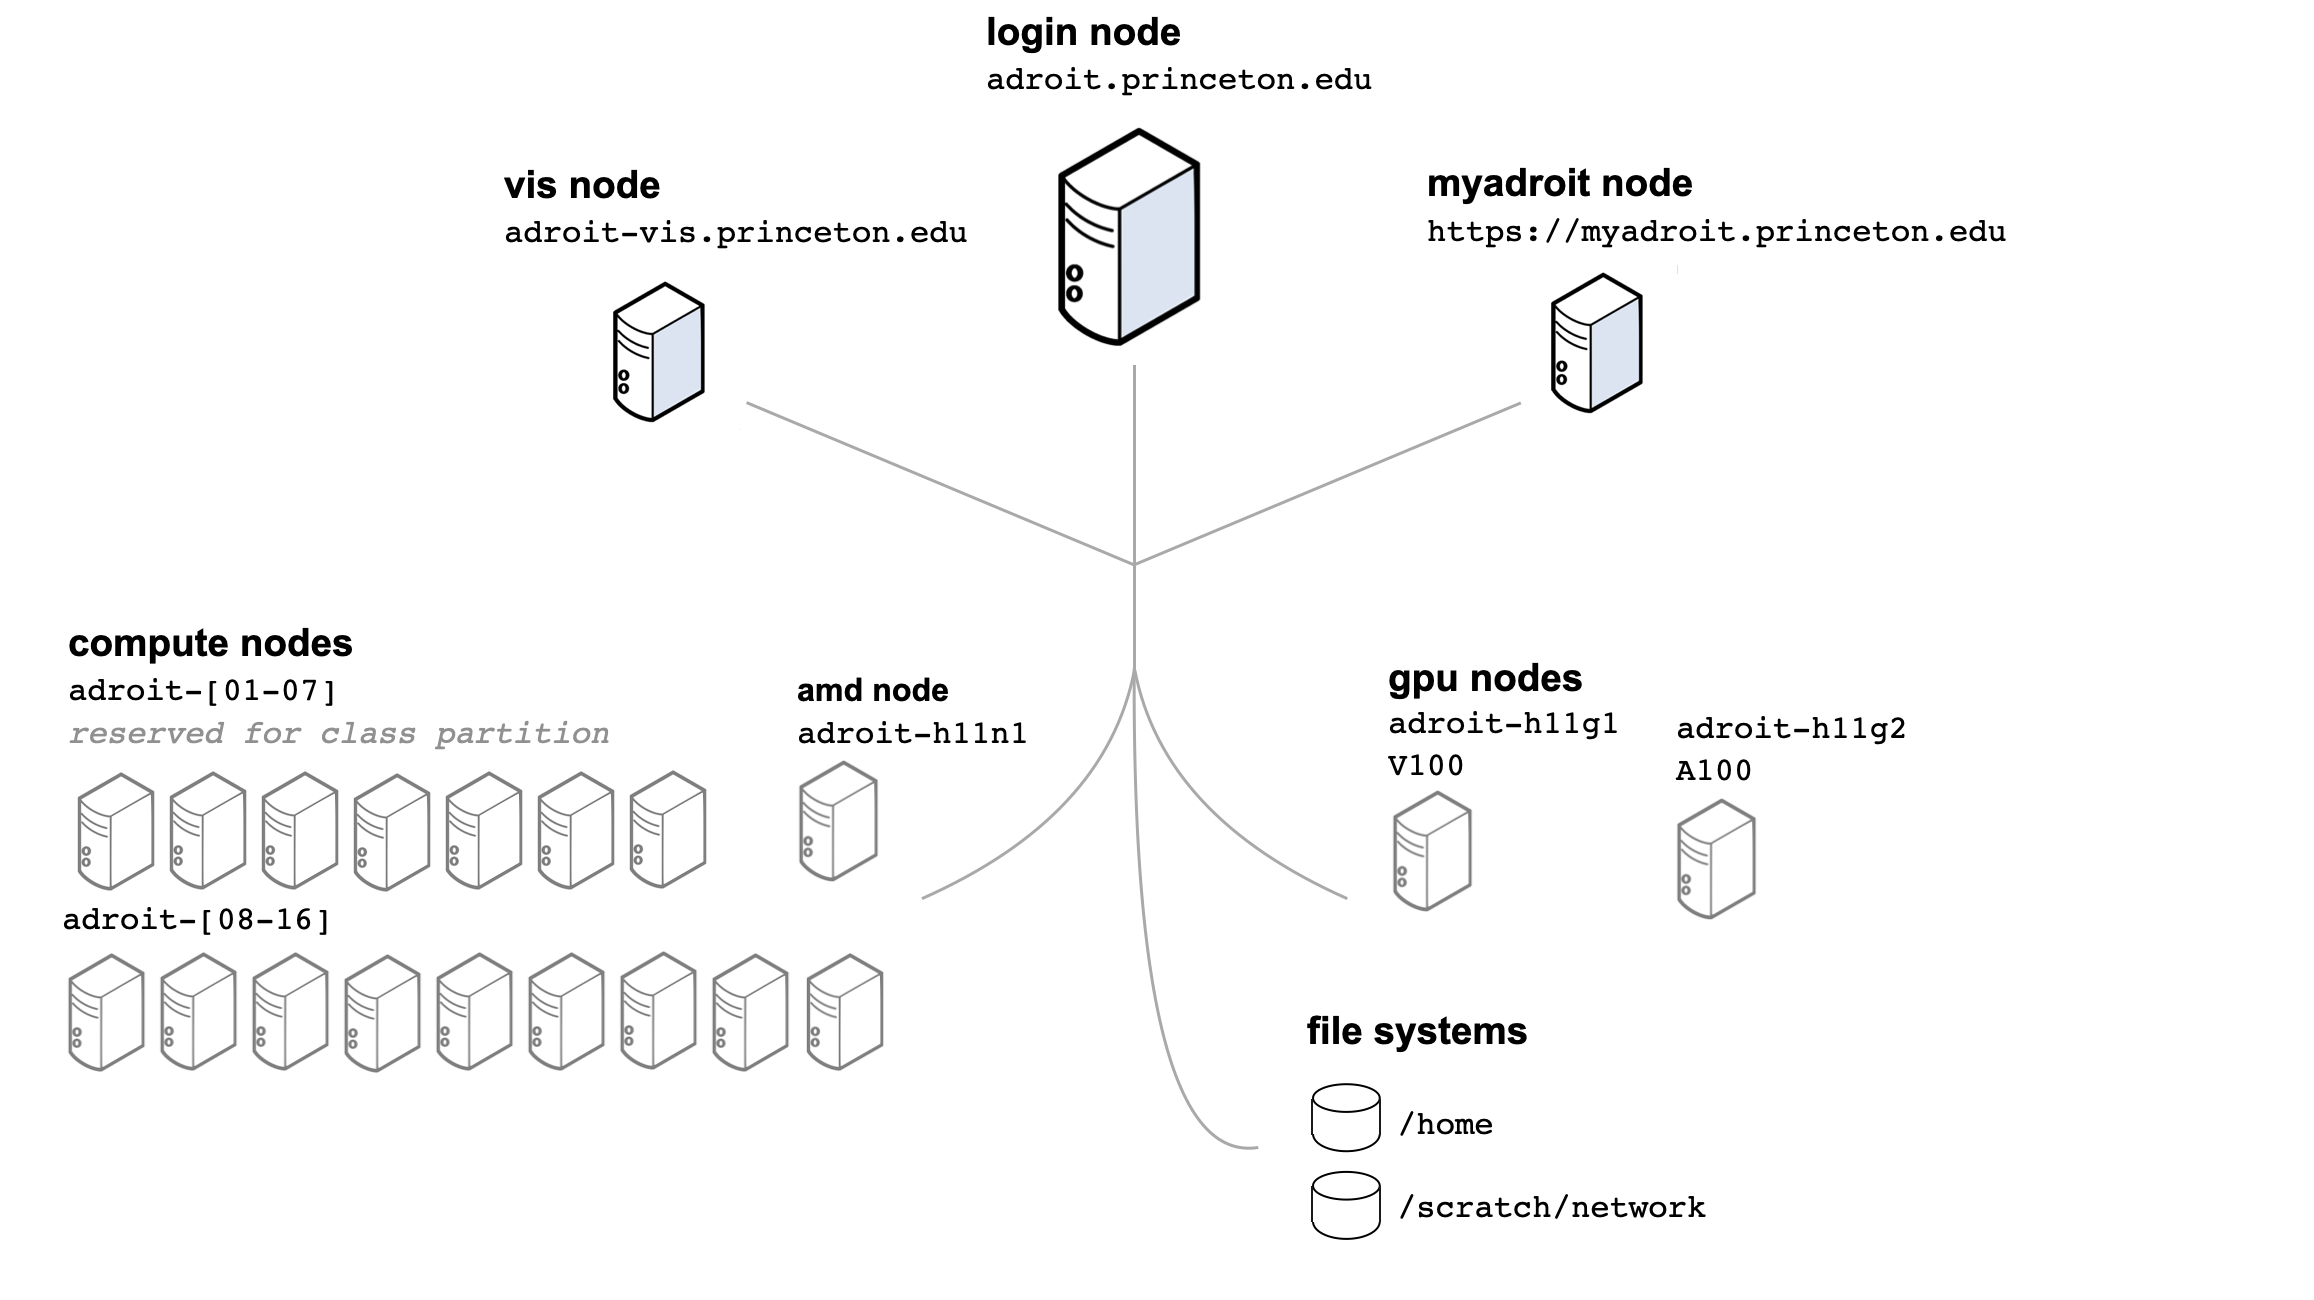 login node
adroit.princeton.edu
vis node
adroit-vis.princeton.edu
myadroit node
https://myadroit.princeton.edu
compute nodes
adroit-[01-07]
reserved for class partition
adroit-[08-16]
amd node
adroit-h11n1
gpu nodes
adroit-h11g1
V100
adroit-h11g2
A100
file systems
/home
/scratch/network